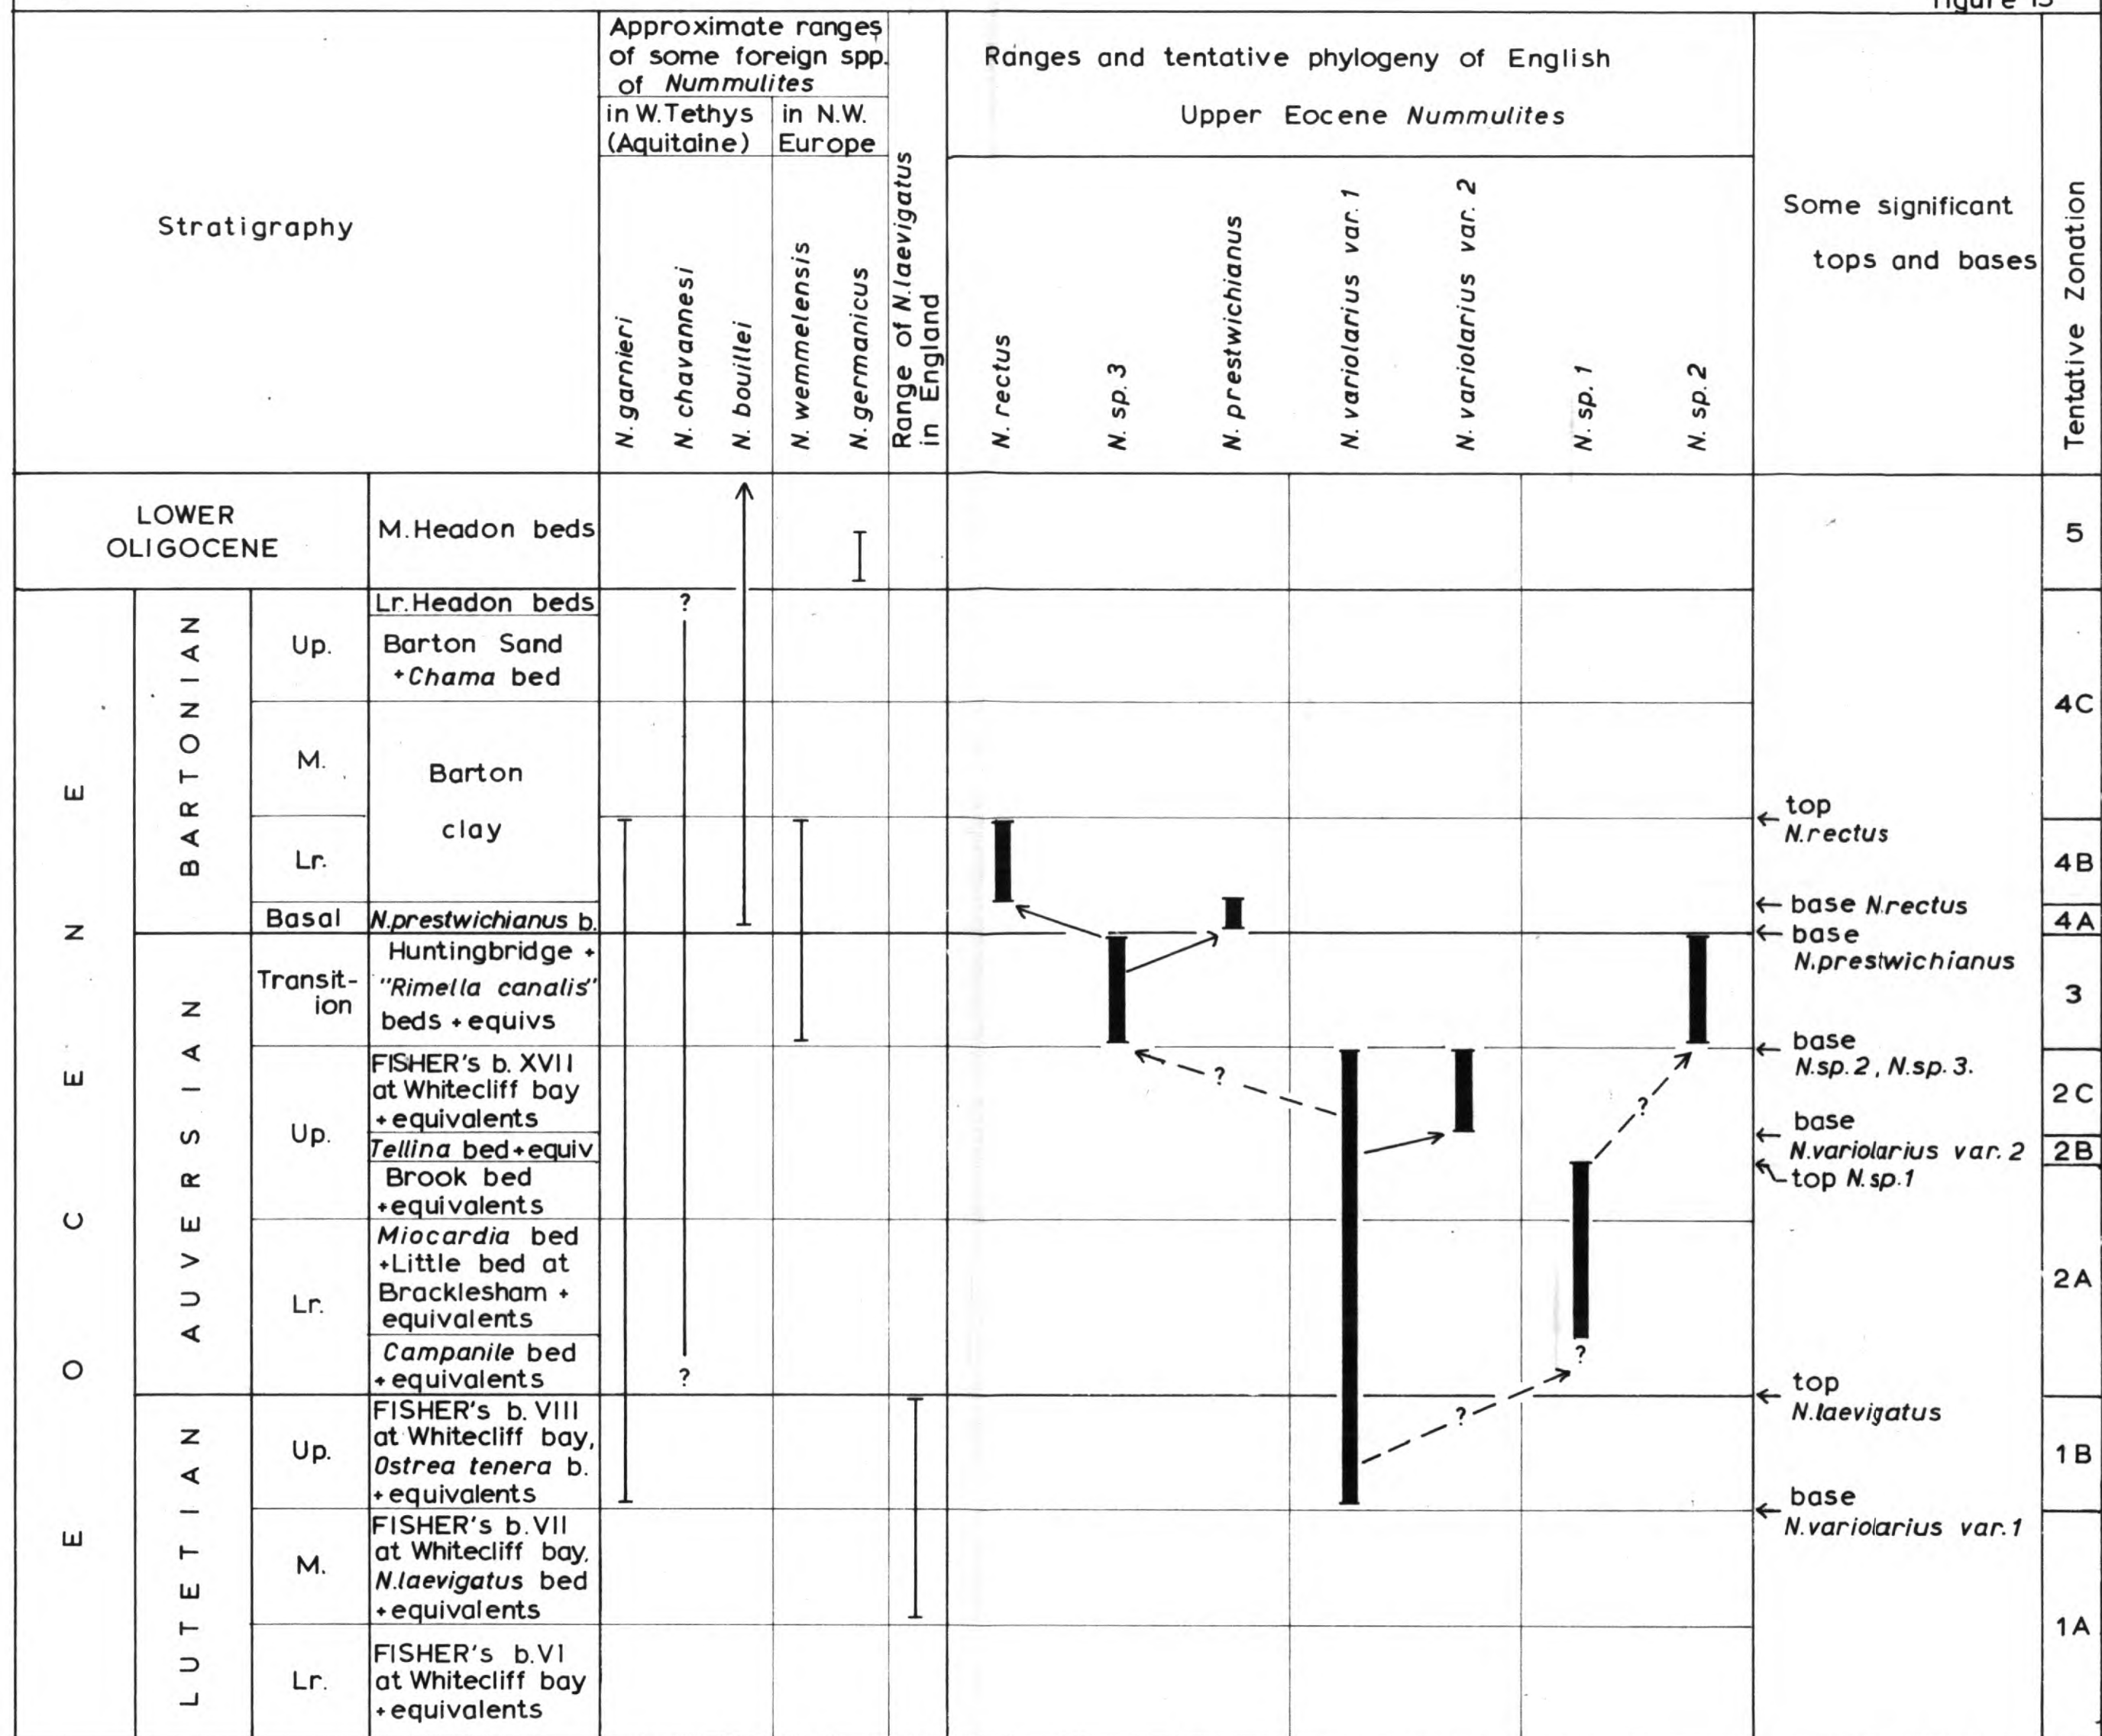 Figure 13
Approximate ranges
of some foreign spp.
of Nummulites
in W.Tethys
(Aquitaine)
in N.W.
Europe
Range of N.laevigatus
in England
Ranges and tentative phylogeny of English
Upper Eocene Nummulites
Stratigraphy
N. garnieri
N. chavannesi
N. bouillei
N. wemmelensis
N. germanicus
N. rectus
N. sp. 3
N. prestwichianus
N. variolarius var. 1
N. variolarius var. 2
N. sp. 1
N. sp. 2
Some significant
tops and bases
Tentative Zonation
LOWER
OLIGOCENE
M.Headon beds
5
EOCENE
BARTONIAN
Up.
Lr.Headon beds
?
Barton Sand
+Chama bed
4C
M.
Barton
clay
top
N.rectus
Lr.
4B
base N.rectus
Basal
N.prestwichianus b.
4A
base
N.prestwichianus
AUVERSIAN
Transit-
ion
Huntingbridge +
"Rimella canalis"
beds + equivs
3
base
N.sp. 2, N.sp. 3.
Up.
FISHER's b. XVII
at Whitecliff bay
+equivalents
?
?
2C
base
N.variolarius var. 2
Tellina bed+equiv
2B
top N.sp.1
Brook bed
+equivalents
Lr.
Miocardia bed
+Little bed at
Bracklesham +
equivalents
2A
Campanile bed
+equivalents
?
?
top
N.laevigatus
LUTETIAN
Up.
FISHER's b. VIII
at Whitecliff bay,
Ostrea tenera b.
+equivalents
?
1B
base
N.variolarius var.1
M.
FISHER's b.VII
at Whitecliff bay,
N.laevigatus bed
+equivalents
1A
Lr.
FISHER's b.VI
at Whitecliff bay
+equivalents